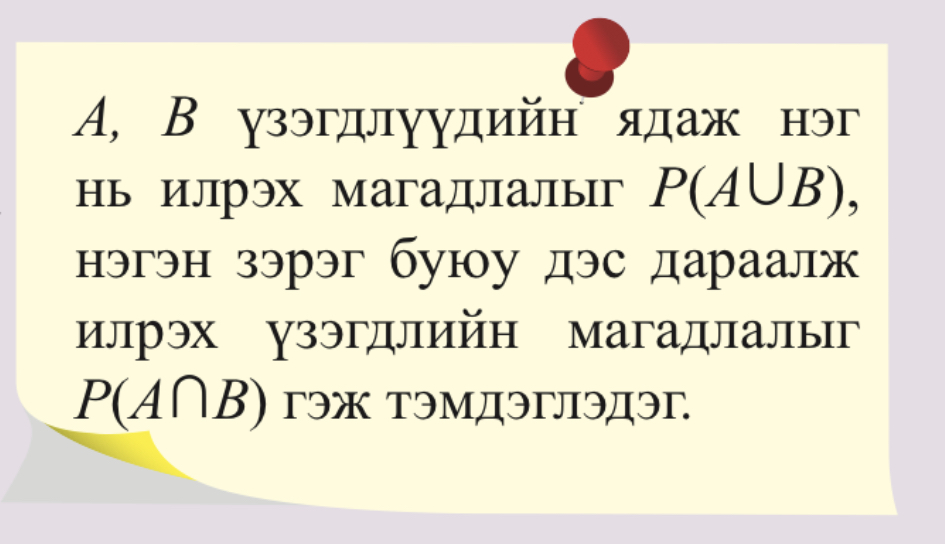 A, B үзэгдлүүдийн ядаж нэг
нь илрэх магадлалыг P(A∪B),
нэгэн зэрэг буюу дэс дараалж
илрэх үзэгдлийн магадлалыг
P(A∩B) гэж тэмдэглэдэг.